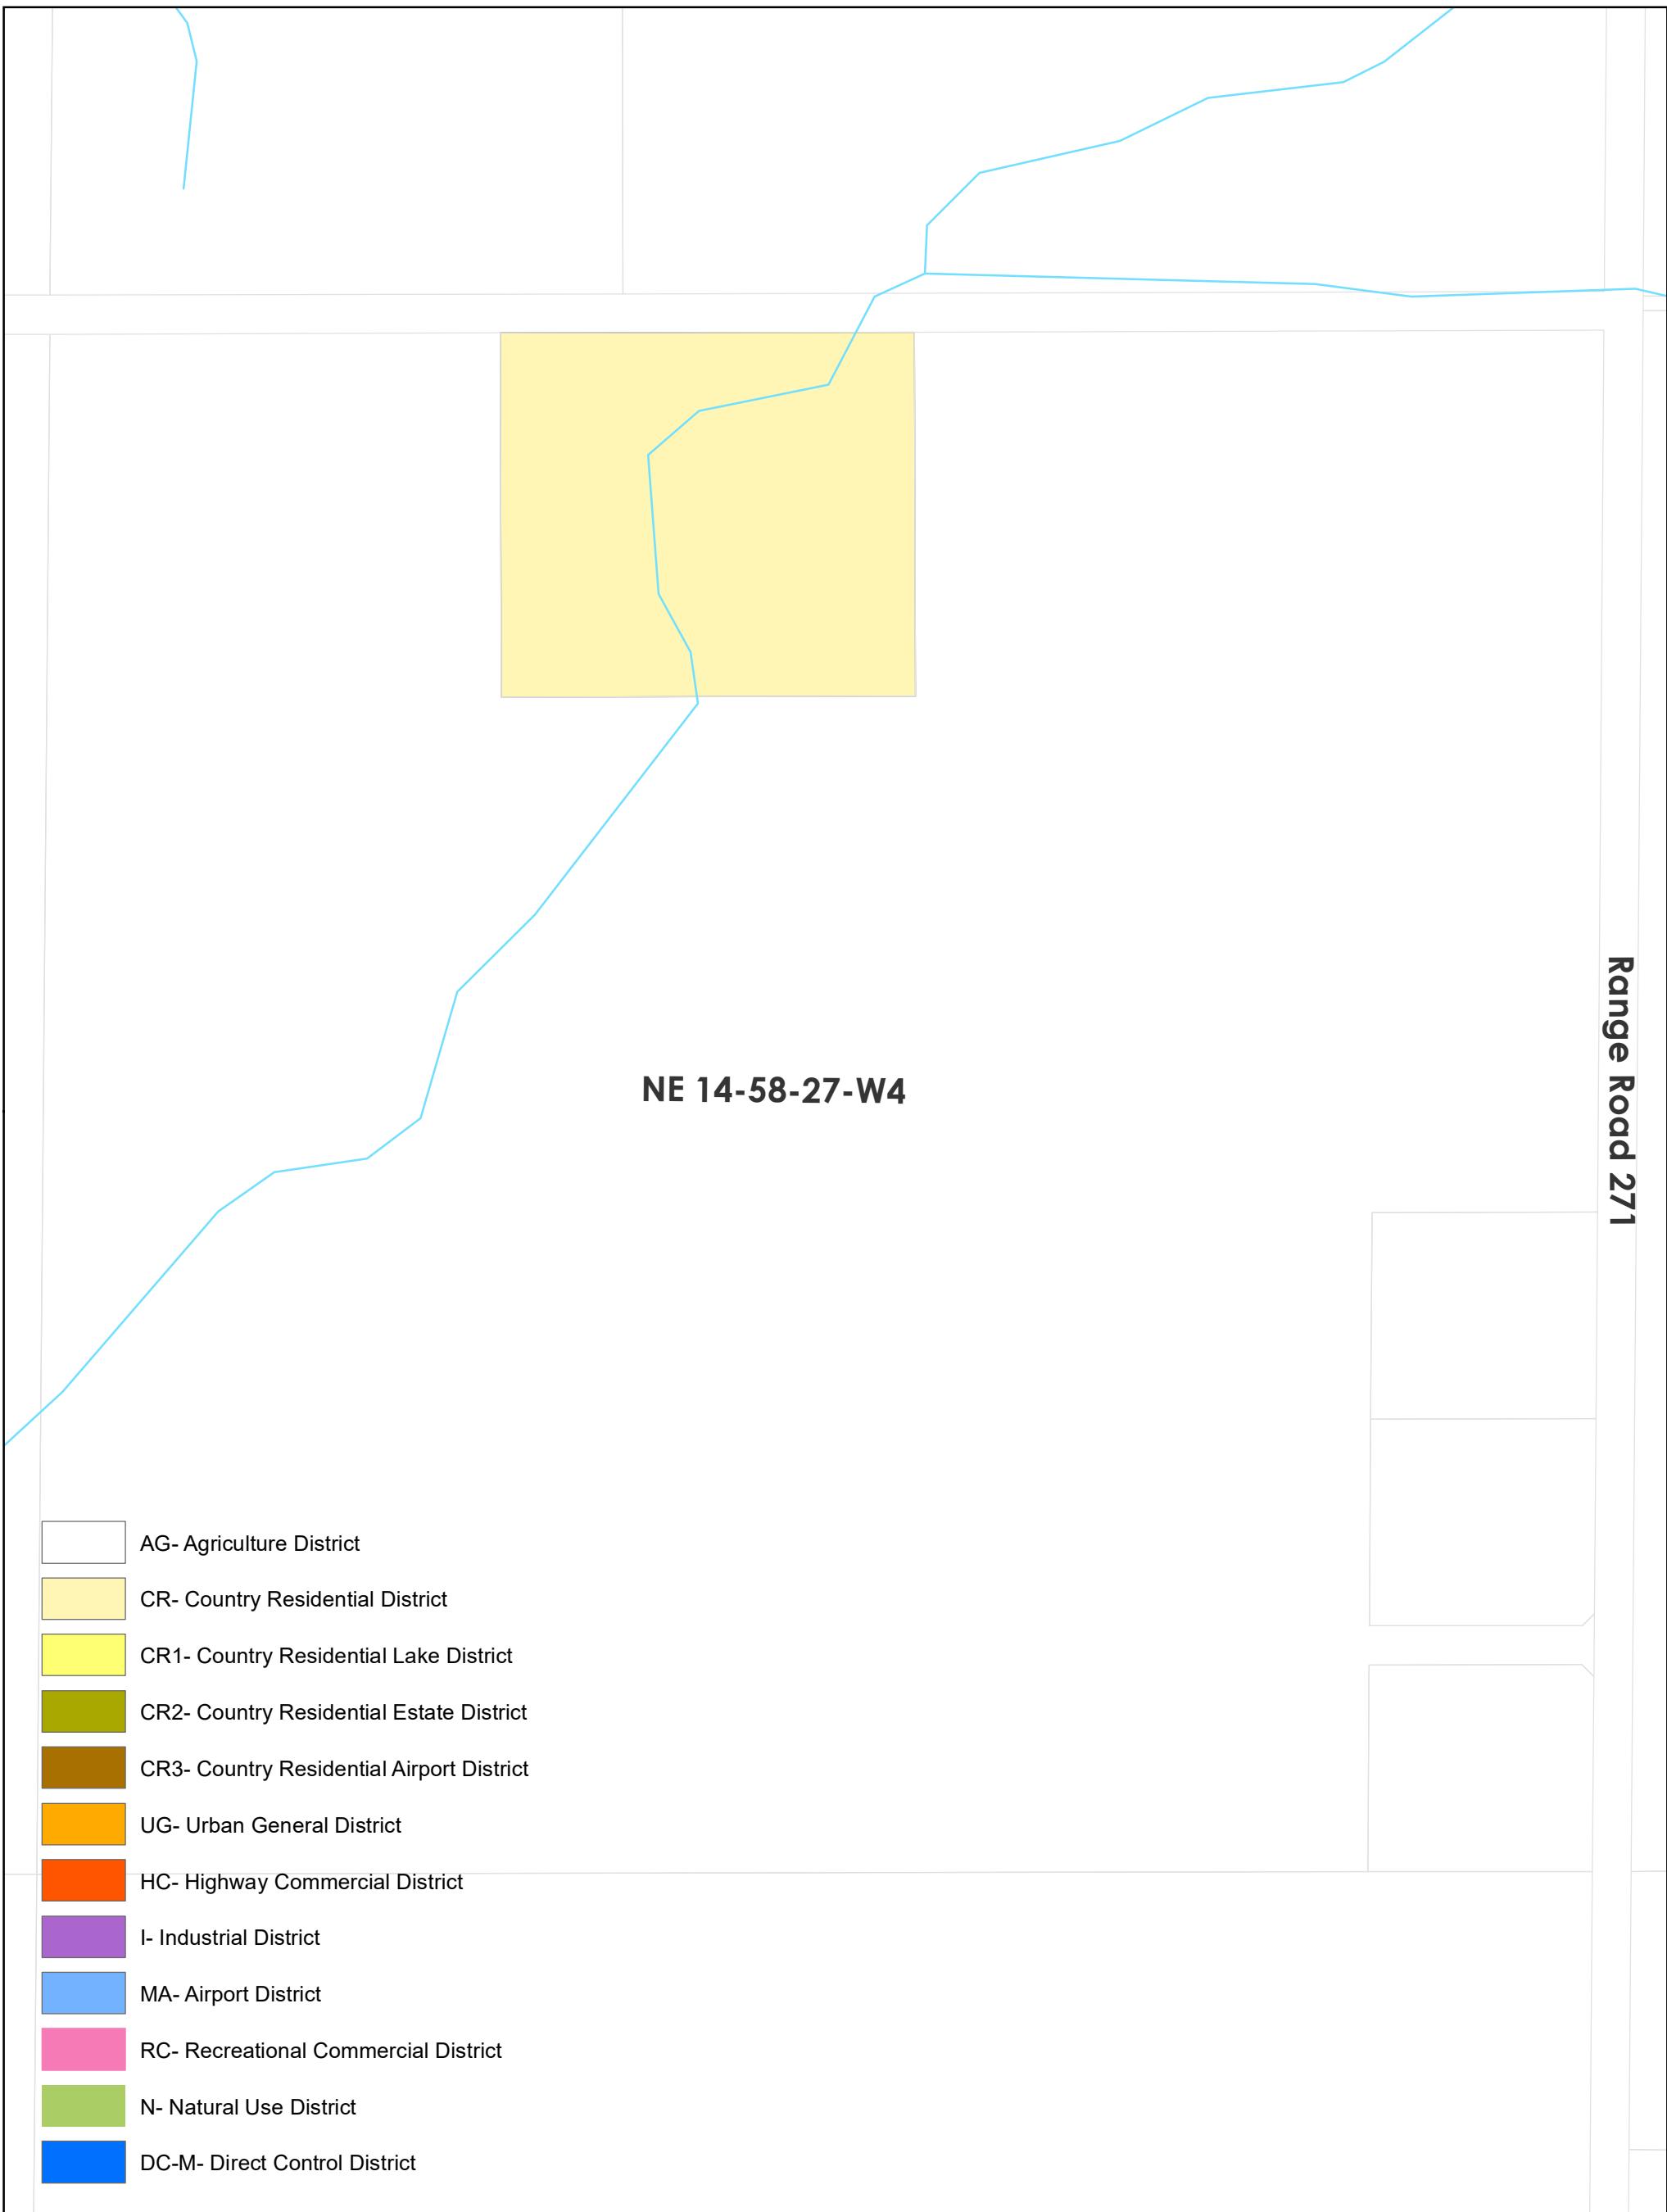 Range Road 271
NE 14-58-27-W4
AG- Agriculture District
CR- Country Residential District
CR1- Country Residential Lake District
CR2- Country Residential Estate District
CR3- Country Residential Airport District
UG- Urban General District
HC- Highway Commercial District
I- Industrial District
MA- Airport District
RC- Recreational Commercial District
N- Natural Use District
DC-M- Direct Control District